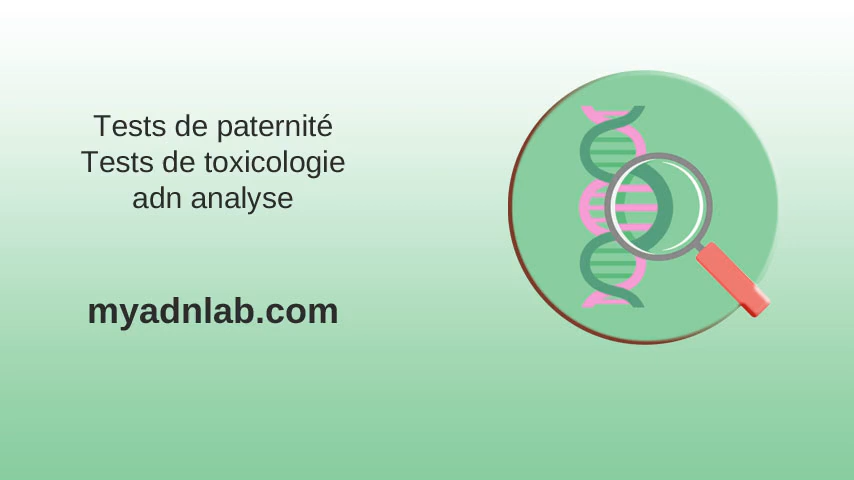 Tests de paternité
Tests de toxicologie
adn analyse
myadnlab.com